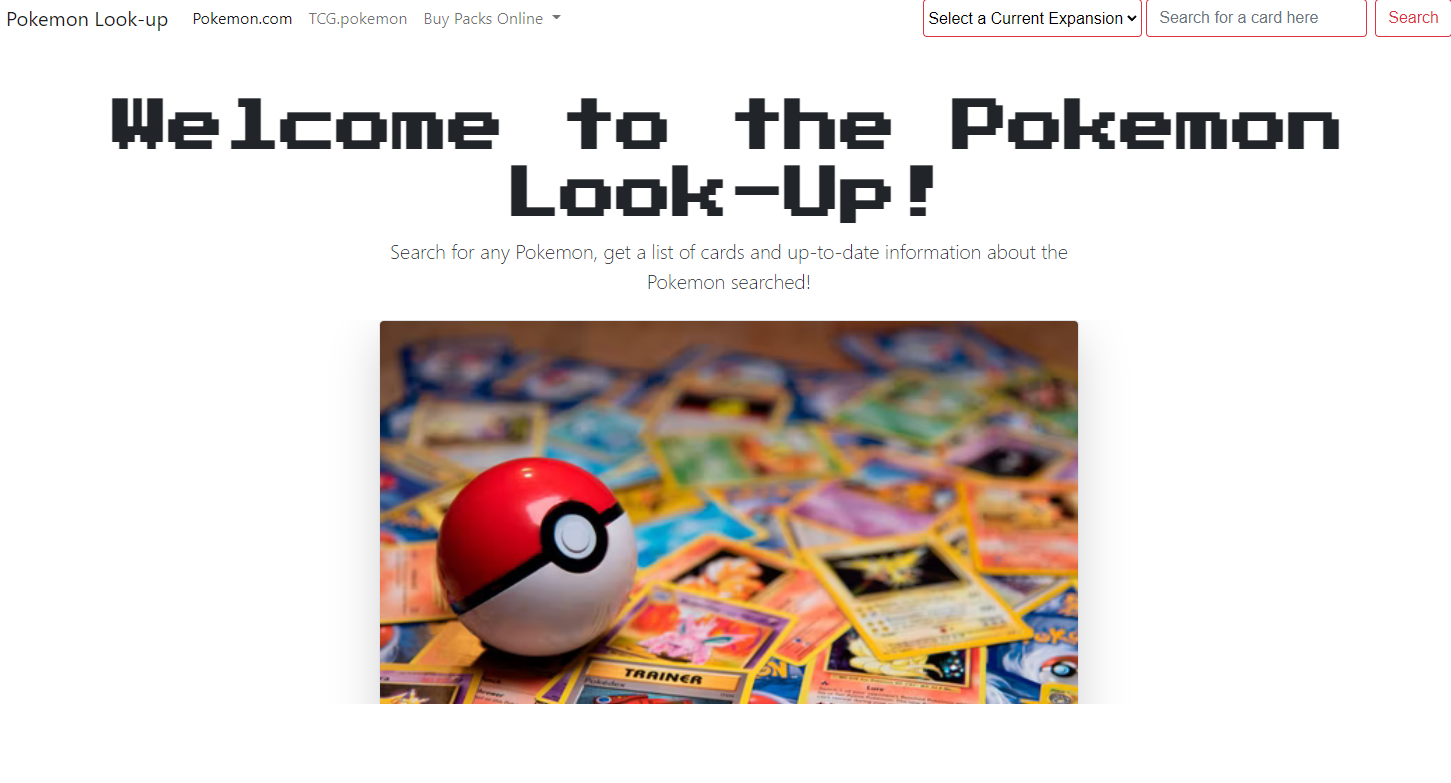 Pokemon Look-up Pokemon.com TCG.pokemon Buy Packs Online Select a Current Expansion Search for a card here Search
Welcome to the Pokemon
Look-Up!
Search for any Pokemon, get a list of cards and up-to-date information about the
Pokemon searched!
TRAINER
Pokédex